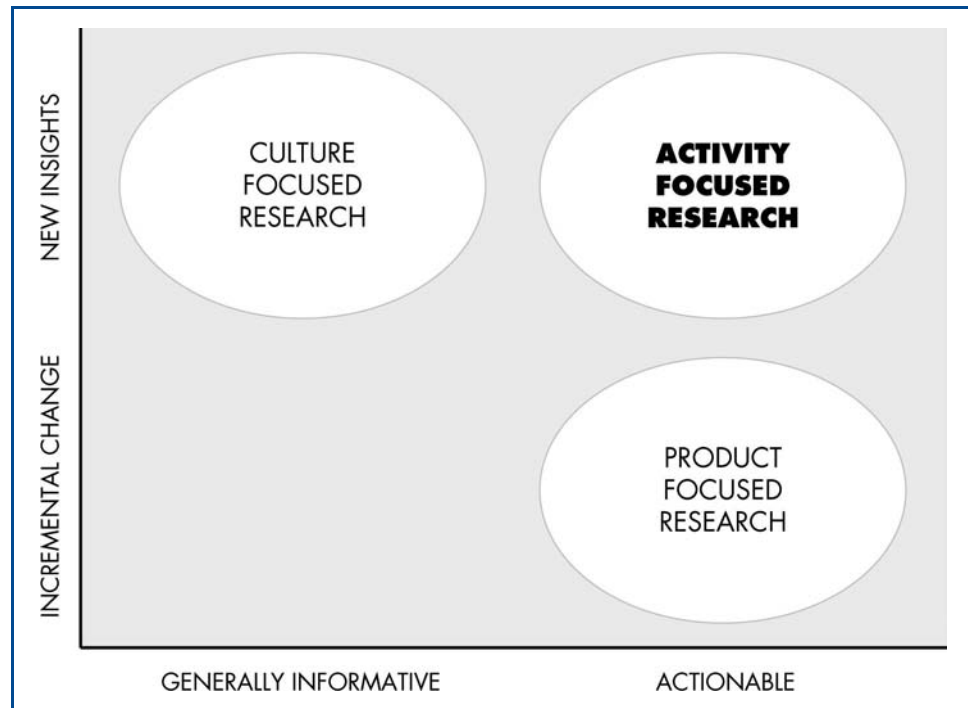 NEW INSIGHTS
CULTURE
FOCUSED
RESEARCH
ACTIVITY
FOCUSED
RESEARCH
INCREMENTAL CHANGE
PRODUCT
FOCUSED
RESEARCH
GENERALLY INFORMATIVE
ACTIONABLE